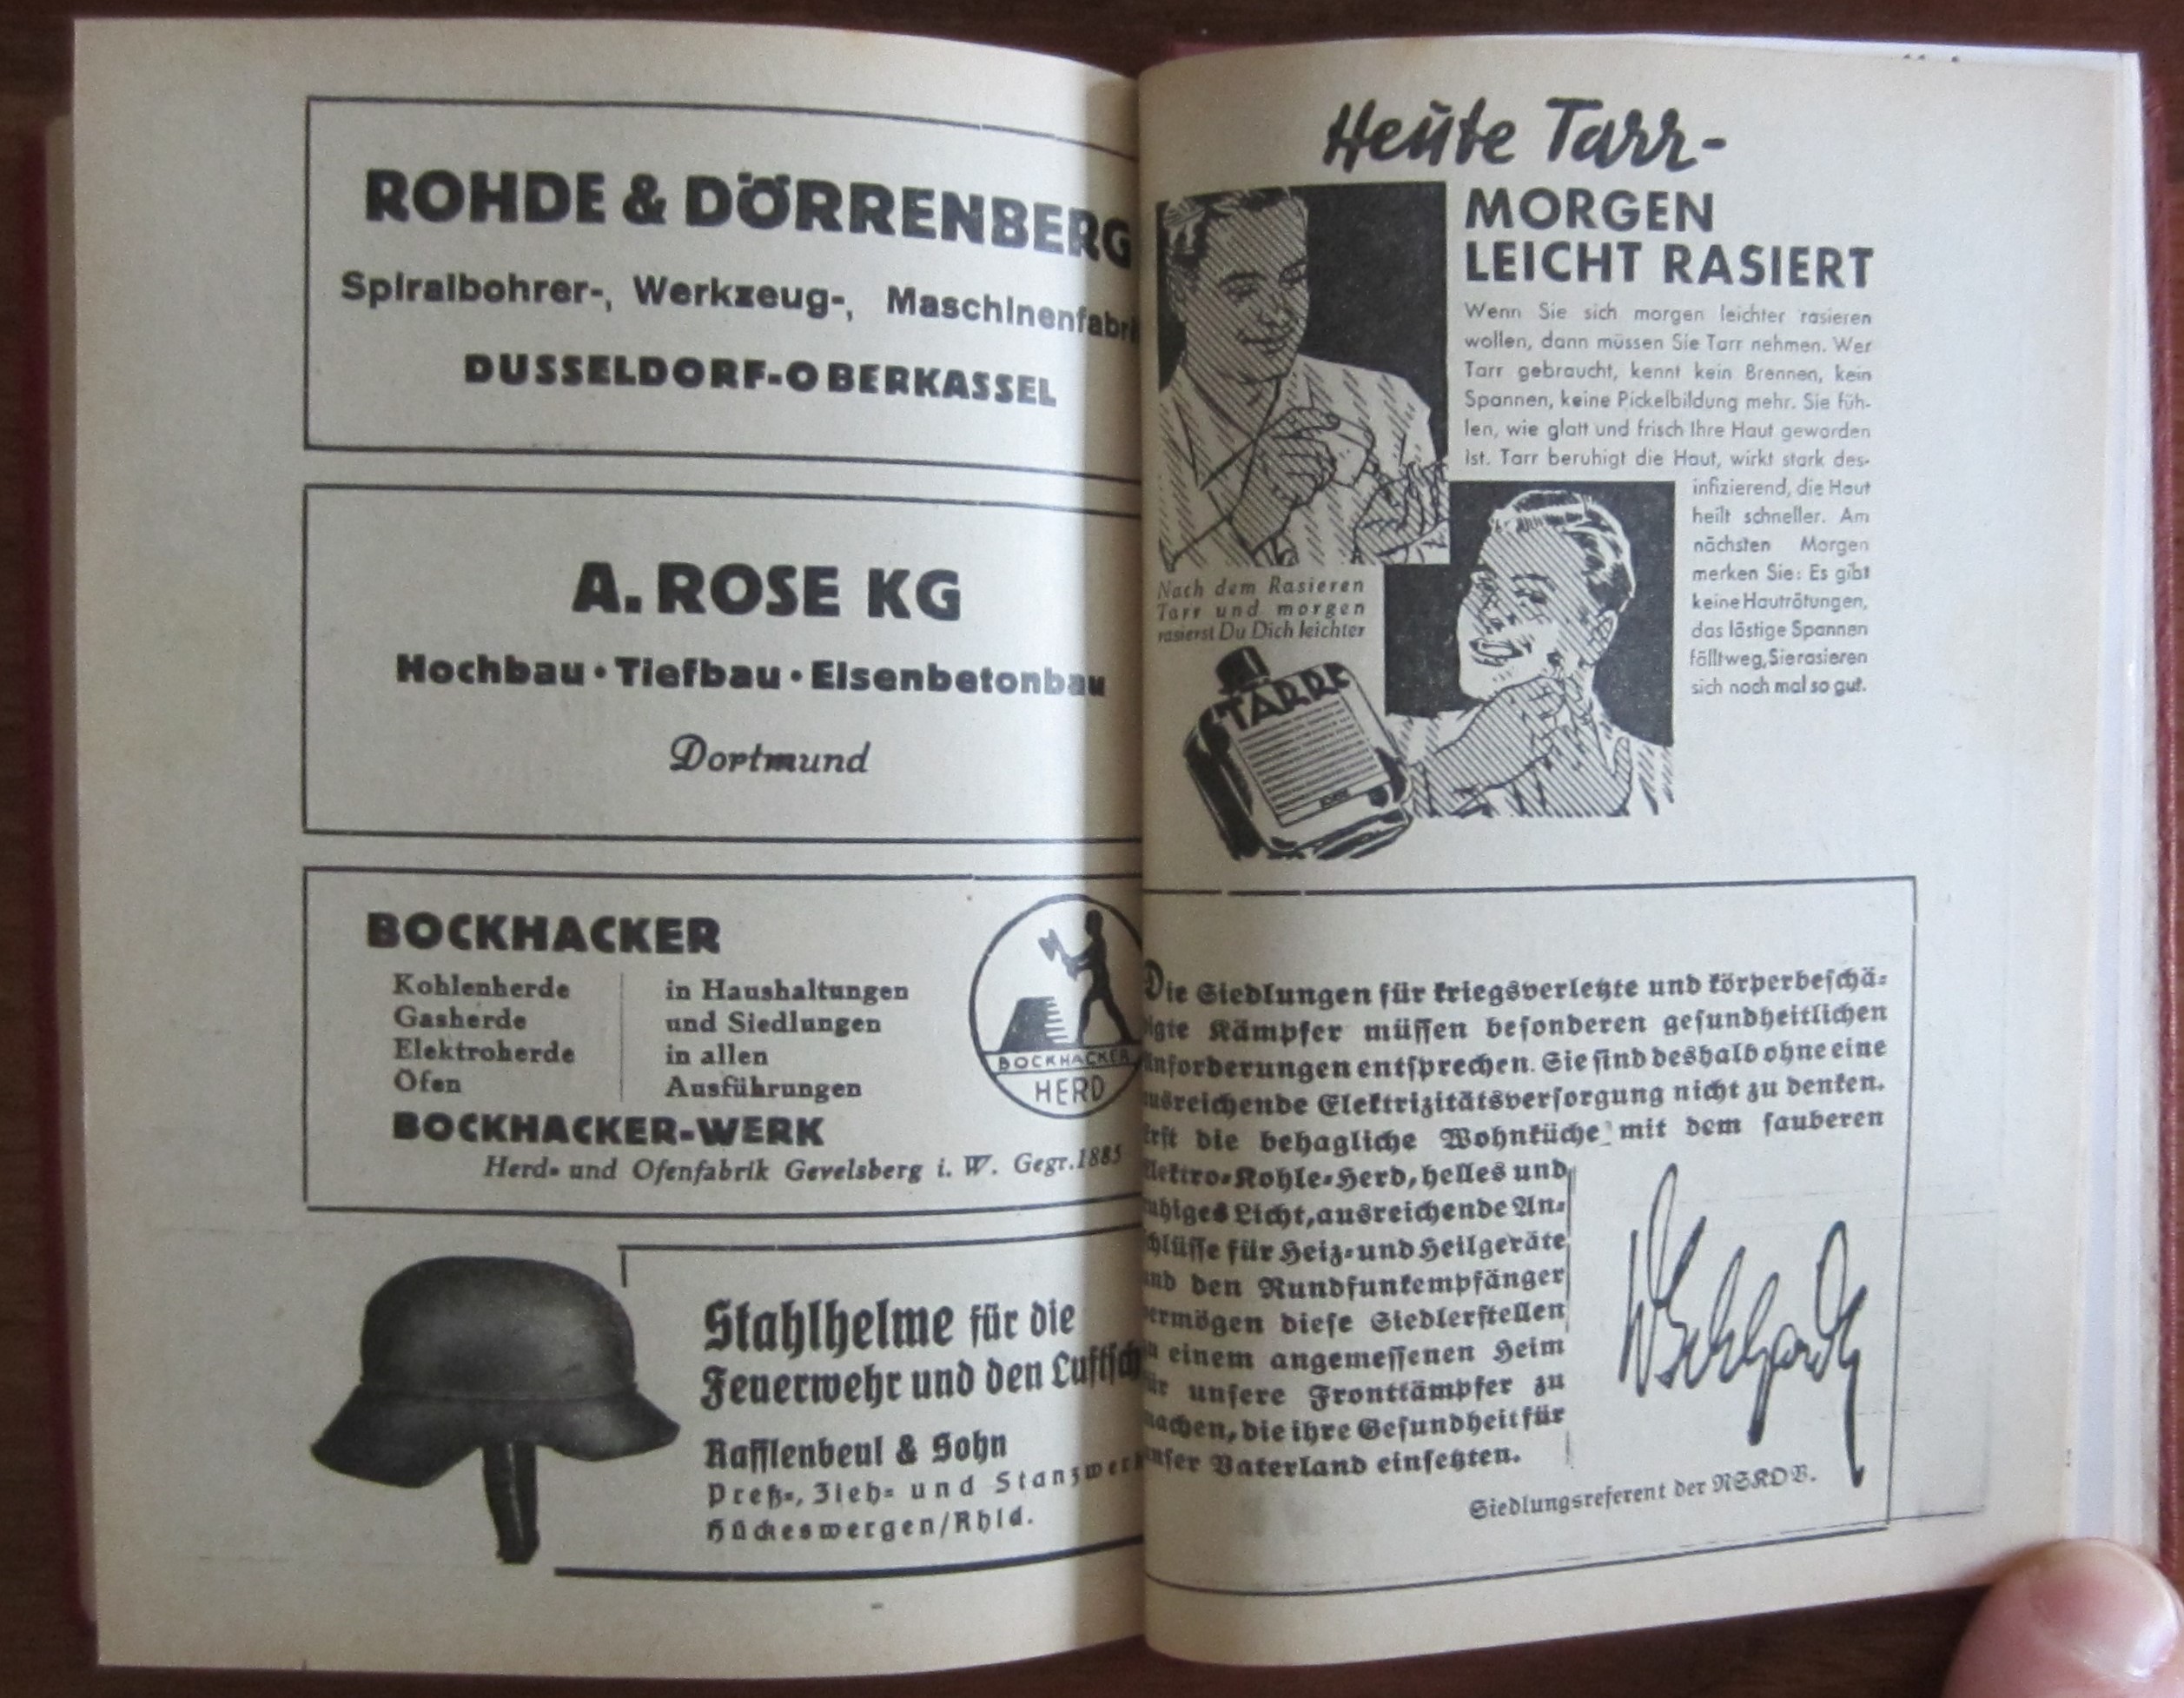 ROHDE & DÖRRENBERG
Spiralbohrer-, Werkzeug-, Maschinenfabri
DUSSELDORF-OBERKASSEL
A. ROSE KG
Hochbau • Tiefbau • Eisenbetonbau
Dortmund
BOCKHACKER
Kohlenherde
Gasherde
Elektroherde
Öfen
in Haushaltungen
und Siedlungen
in allen
Ausführungen
BOCKHACKER
HERD
BOCKHACKER-WERK
Herd- und Ofenfabrik Gevelsberg i. W. Gegr. 1885
Stahlhelme für die
Feuerwehr und den Luftsch
Rafflenbeul & Sohn
Preß-, Zieh- und Stanzwerk
Hückeswergen/Rhld.
Heute Tarr-
MORGEN
LEICHT RASIERT
Wenn Sie sich morgen leichter rasieren
wollen, dann müssen Sie Tarr nehmen. Wer
Tarr gebraucht, kennt kein Brennen, kein
Spannen, keine Pickelbildung mehr. Sie füh-
len, wie glatt und frisch Ihre Haut geworden
ist. Tarr beruhigt die Haut, wirkt stark des-
infizierend, die Haut
heilt schneller. Am
nächsten Morgen
merken Sie: Es gibt
keine Hautrötungen,
das lästige Spannen
fällt weg, Sie rasieren
sich noch mal so gut.
Nach dem Rasieren
Tarr und morgen
rasierst Du Dich leichter
TARR
Die Siedlungen für kriegsverletzte und körperbeschä-
igte Kämpfer müssen besonderen gesundheitlichen
Anforderungen entsprechen. Sie sind deshalb ohne eine
ausreichende Elektrizitätsversorgung nicht zu denken.
Erst die behagliche Wohnküche mit dem sauberen
Elektro-Kohle-Herd, helles und
ruhiges Licht, ausreichende An-
schlüsse für Heiz- und Heilgeräte
und den Rundfunkempfänger
vermögen diese Siedlerstellen
zu einem angemessenen Heim
für unsere Frontkämpfer zu
machen, die ihre Gesundheit für
unser Vaterland einsetzten.
Siedlungsreferent der NSKOV.